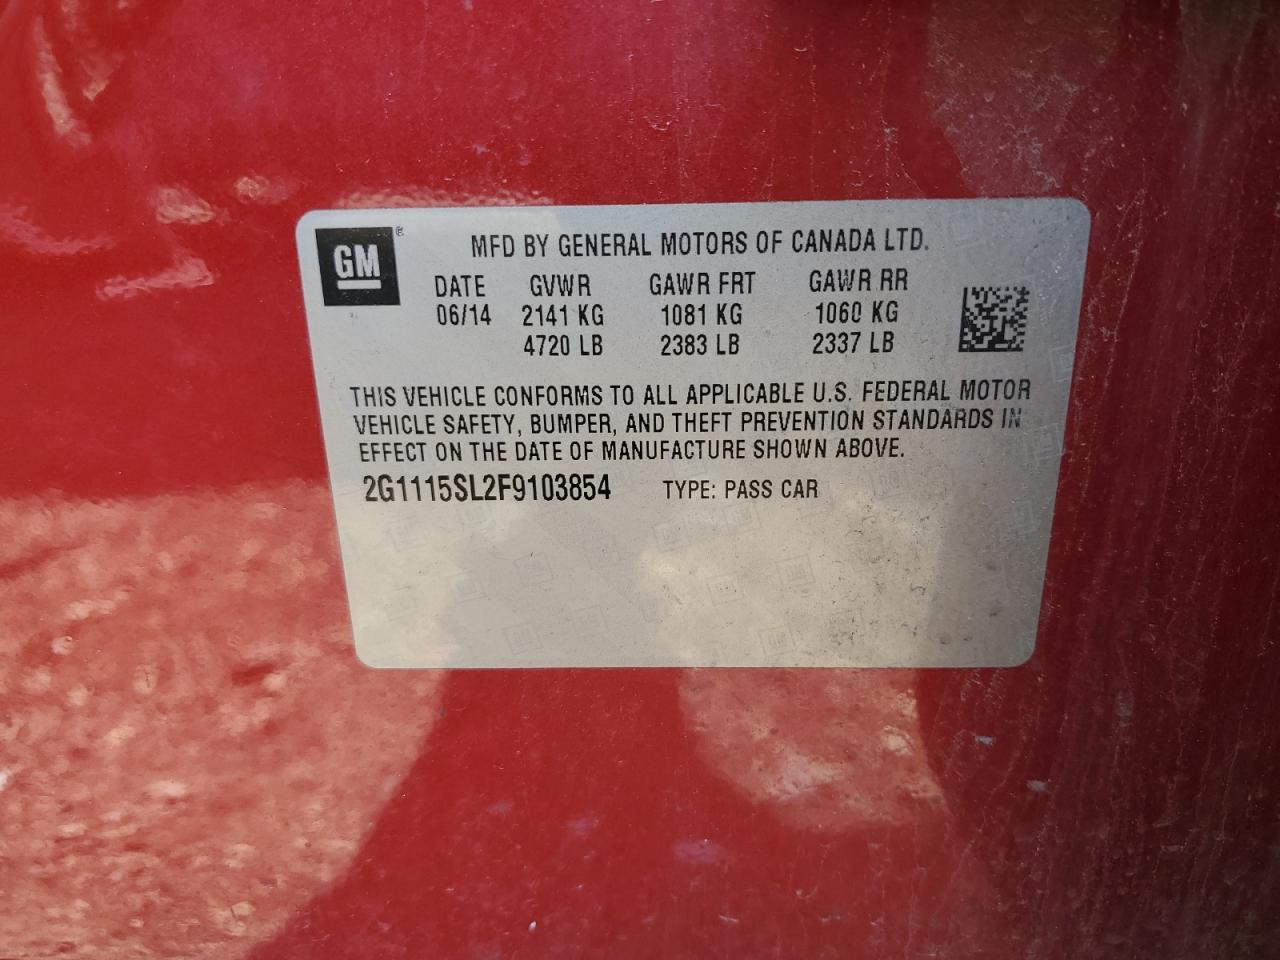 GM®
MFD BY GENERAL MOTORS OF CANADA LTD.
DATE GVWR GAWR FRT GAWR RR
06/14 2141 KG 1081 KG 1060 KG
4720 LB 2383 LB 2337 LB
THIS VEHICLE CONFORMS TO ALL APPLICABLE U.S. FEDERAL MOTOR
VEHICLE SAFETY, BUMPER, AND THEFT PREVENTION STANDARDS IN
EFFECT ON THE DATE OF MANUFACTURE SHOWN ABOVE.
2G1115SL2F9103854 TYPE: PASS CAR